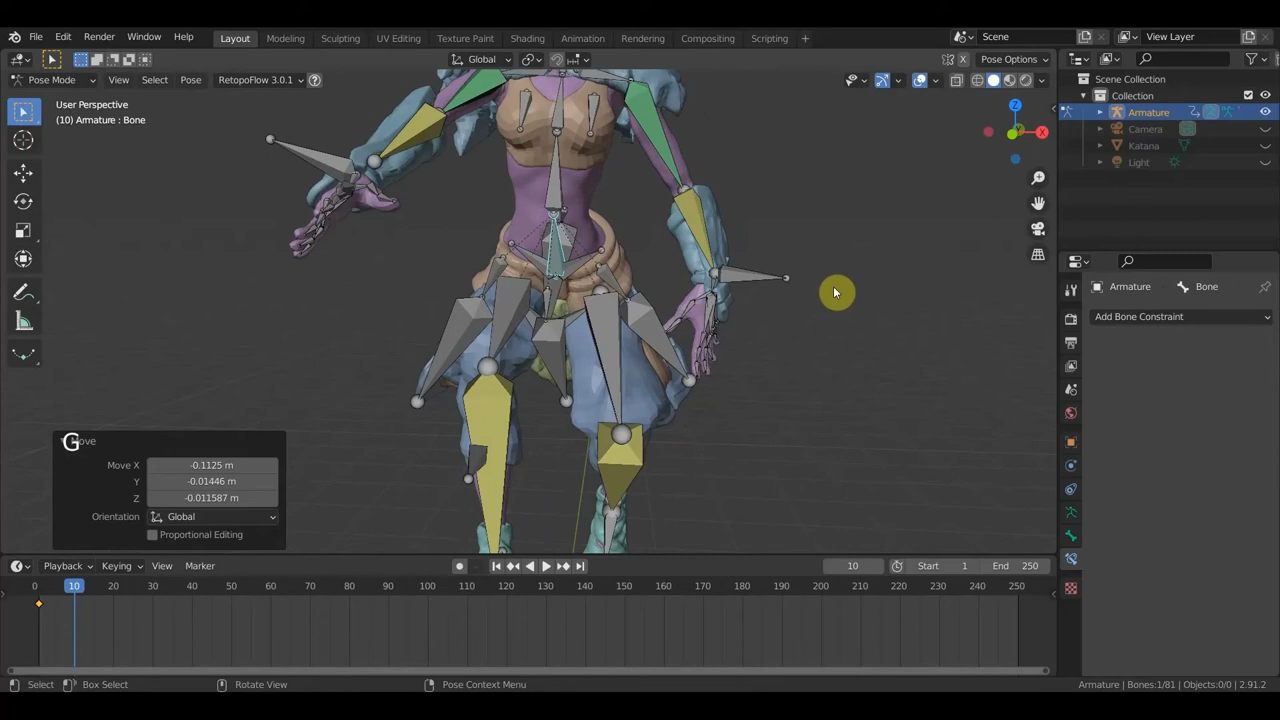 File Edit Render Window Help Layout Modeling Sculpting UV Editing Texture Paint Shading Animation Rendering Compositing Scripting + Scene View Layer
Global Pose Options
Pose Mode View Select Pose RetopoFlow 3.0.1 ?
User Perspective
(10) Armature : Bone
X
Z
Scene Collection
Collection
Armature
Camera
Katana
Light
Armature > Bone
Add Bone Constraint
G Move
Move X -0.1125 m
Y -0.01446 m
Z -0.011587 m
Orientation Global
Proportional Editing
Playback Keying View Marker 10 Start 1 End 250
0 10 20 30 40 50 60 70 80 90 100 110 120 130 140 150 160 170 180 190 200 210 220 230 240 250
Select Box Select Rotate View Pose Context Menu Armature | Bones:1/81 | Objects:0/0 | 2.91.2